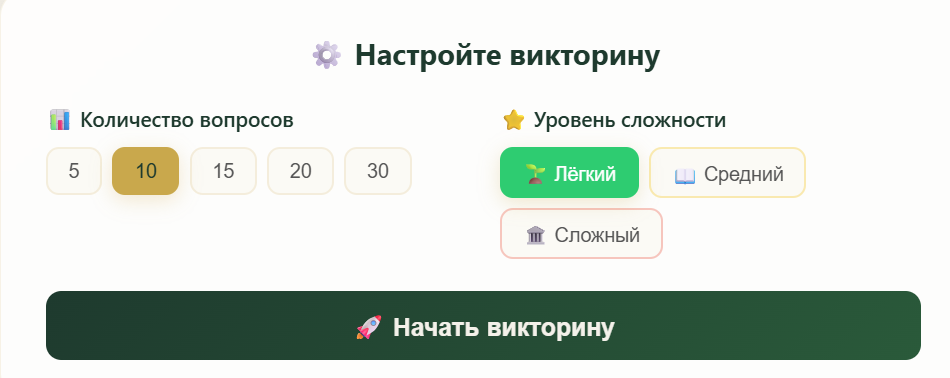 Настройте викторину
Количество вопросов
5 10 15 20 30
Уровень сложности
Лёгкий Средний
Сложный
Начать викторину